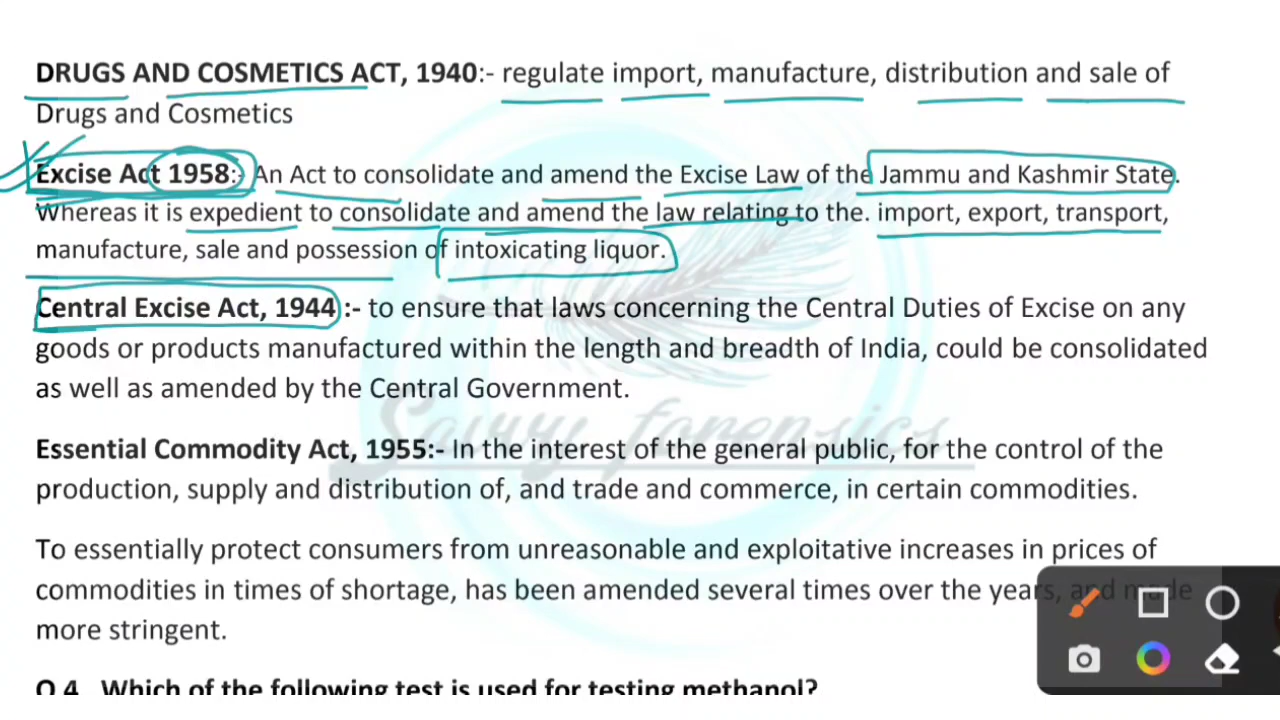 DRUGS AND COSMETICS ACT, 1940:- regulate import, manufacture, distribution and sale of
Drugs and Cosmetics
Excise Act 1958:- An Act to consolidate and amend the Excise Law of the Jammu and Kashmir State.
Whereas it is expedient to consolidate and amend the law relating to the. import, export, transport,
manufacture, sale and possession of intoxicating liquor.
Central Excise Act, 1944 :- to ensure that laws concerning the Central Duties of Excise on any
goods or products manufactured within the length and breadth of India, could be consolidated
as well as amended by the Central Government.
Savvy forensics
Essential Commodity Act, 1955:- In the interest of the general public, for the control of the
production, supply and distribution of, and trade and commerce, in certain commodities.
To essentially protect consumers from unreasonable and exploitative increases in prices of
commodities in times of shortage, has been amended several times over the years, and made
more stringent.
Q 4. Which of the following test is used for testing methanol?